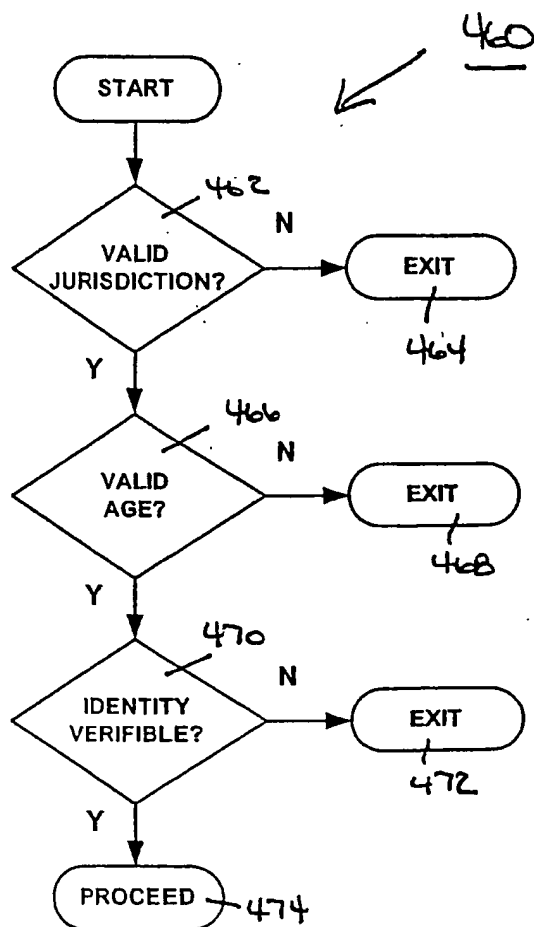 460
START
462
VALID
JURISDICTION?
N
EXIT
464
Y
466
VALID
AGE?
N
EXIT
468
Y
470
IDENTITY
VERIFIBLE?
N
EXIT
472
Y
PROCEED
474